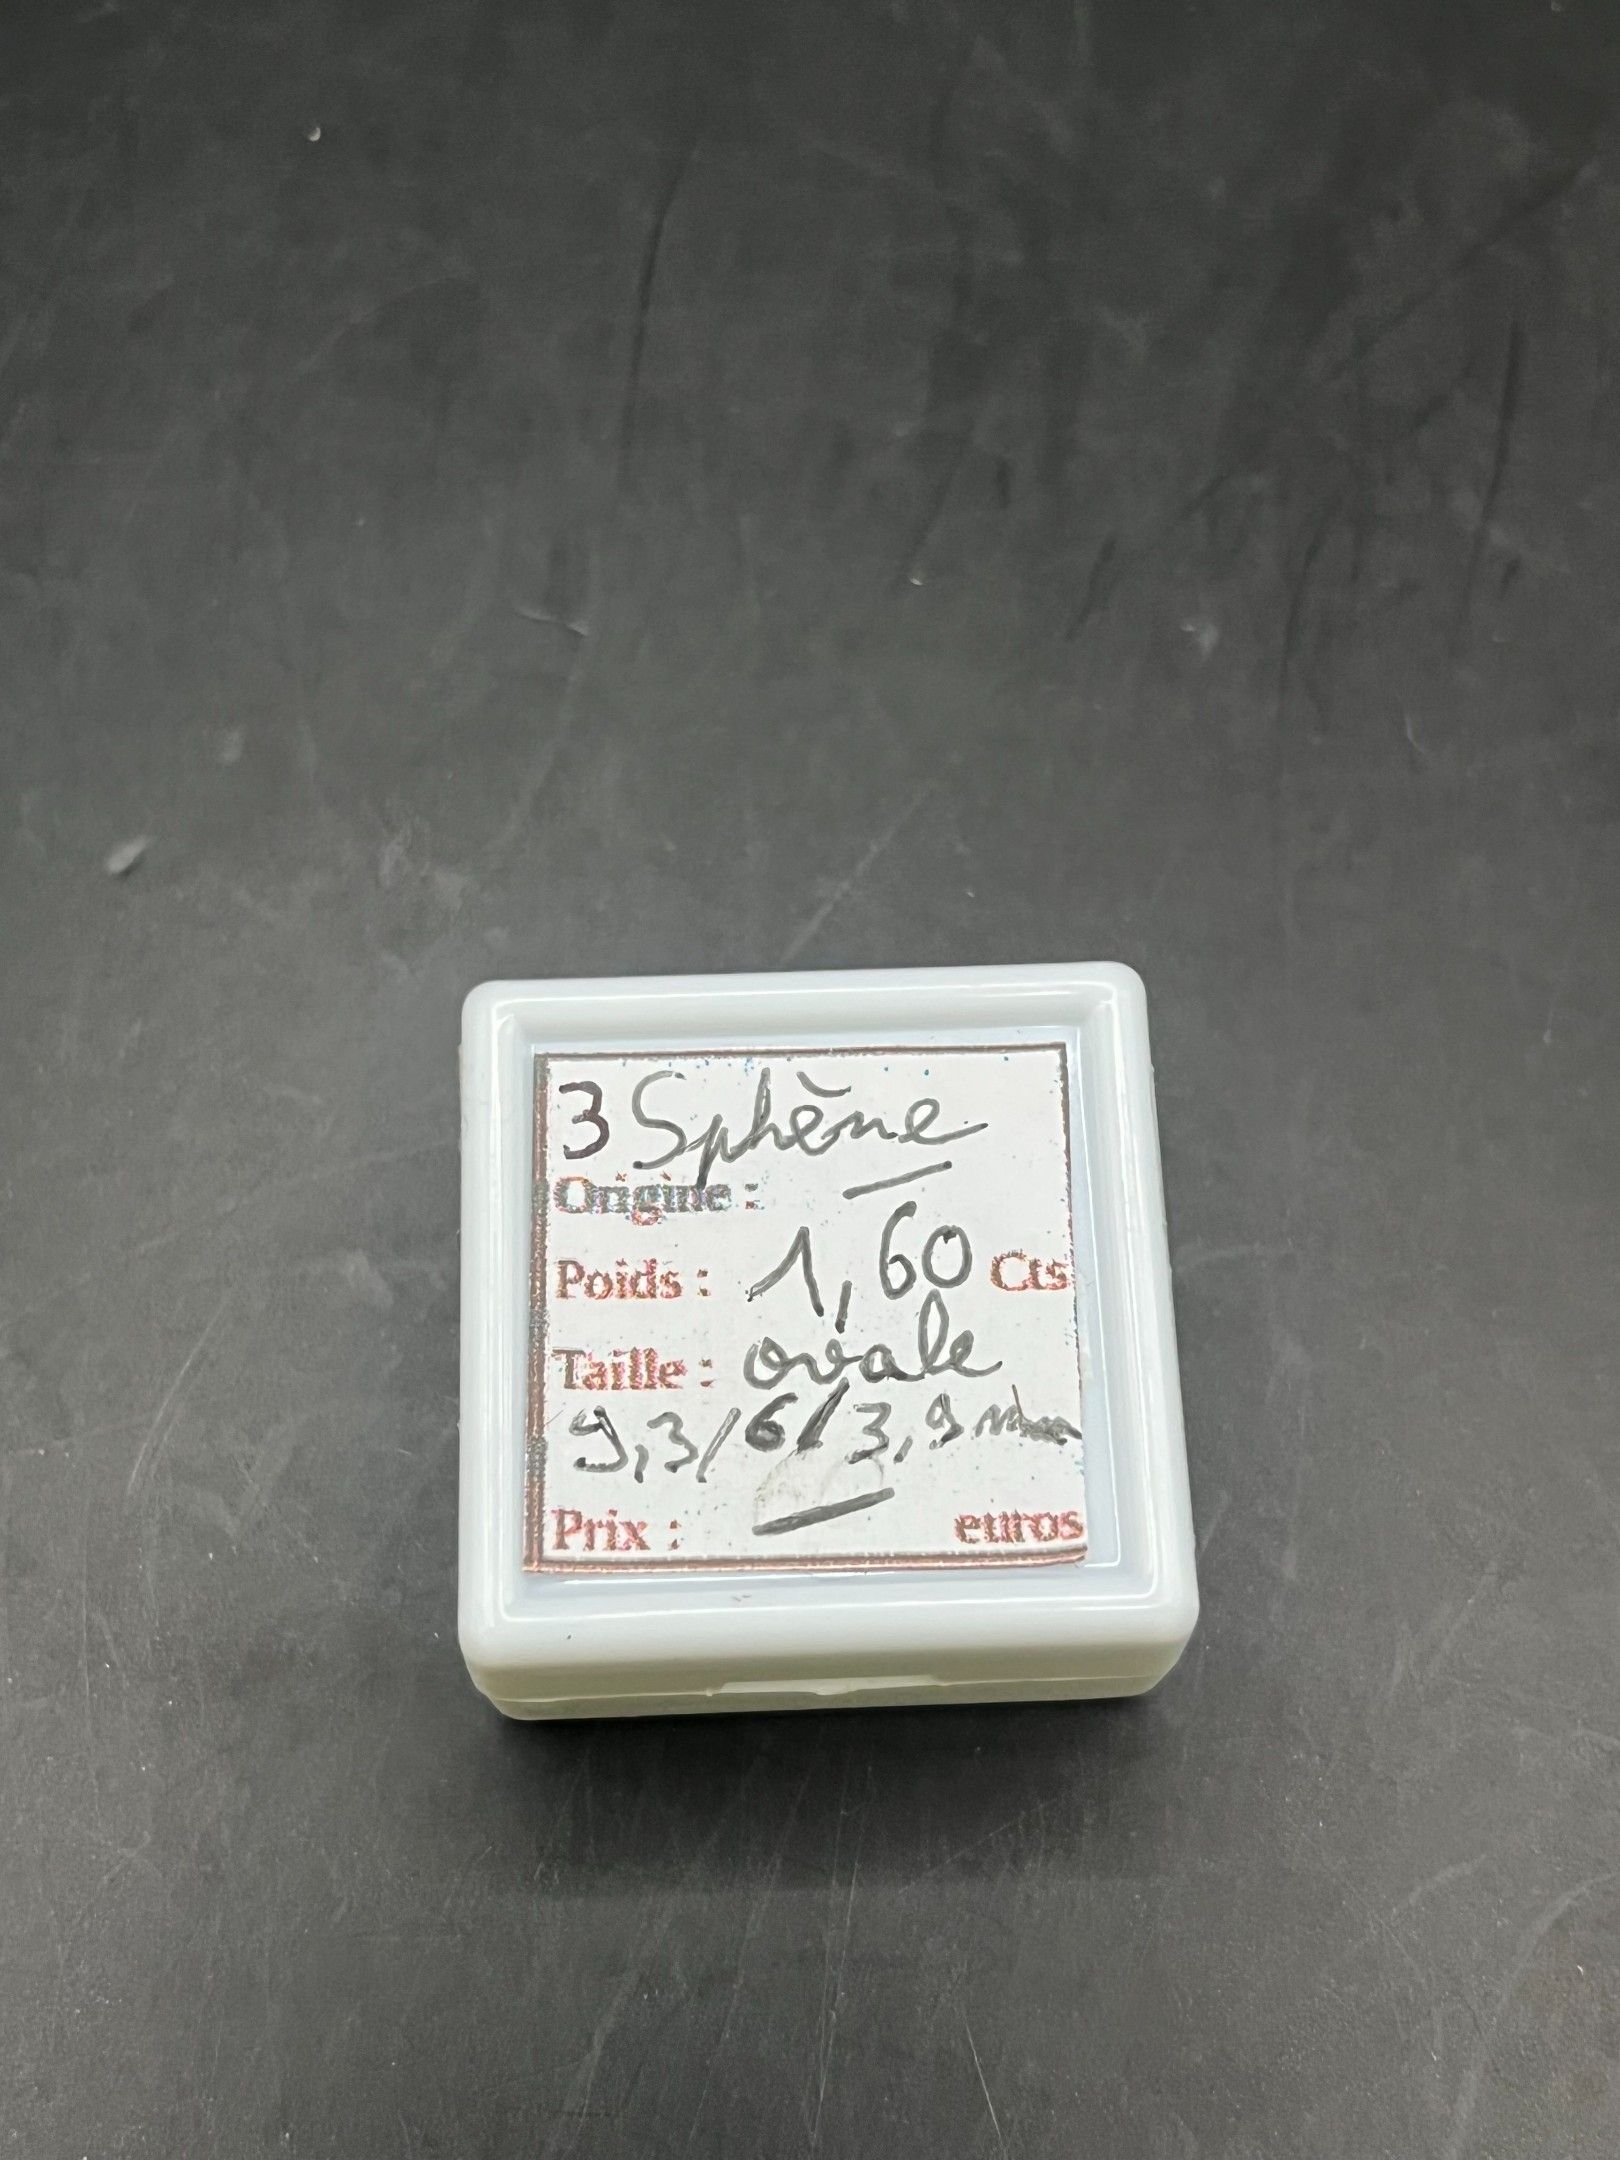 3 Sphène
Origine :
Poids : 1,60 Cts
Taille : ovale
9,3/6/3,9 mm
Prix : euros